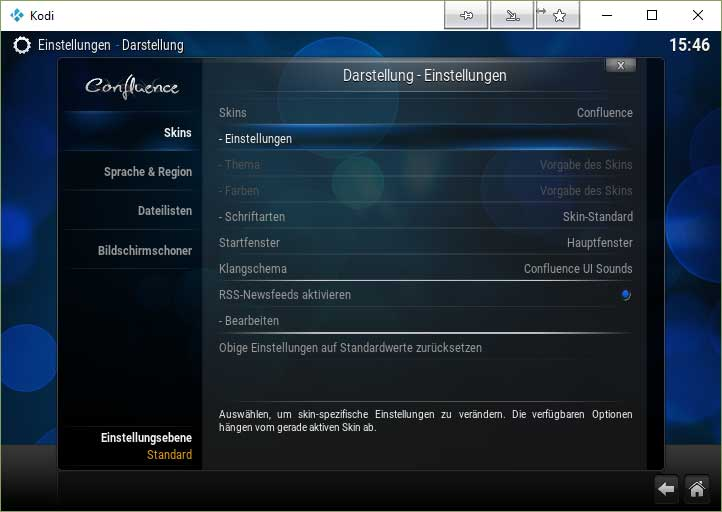 Kodi
Einstellungen - Darstellung
15:46
Confluence
Darstellung - Einstellungen
x
Skins
Sprache & Region
Dateilisten
Bildschirmschoner
Skins Confluence
- Einstellungen
- Thema Vorgabe des Skins
- Farben Vorgabe des Skins
- Schriftarten Skin-Standard
Startfenster Hauptfenster
Klangschema Confluence UI Sounds
RSS-Newsfeeds aktivieren
- Bearbeiten
Obige Einstellungen auf Standardwerte zurücksetzen
Auswählen, um skin-spezifische Einstellungen zu verändern. Die verfügbaren Optionen
hängen vom gerade aktiven Skin ab.
Einstellungsebene
Standard